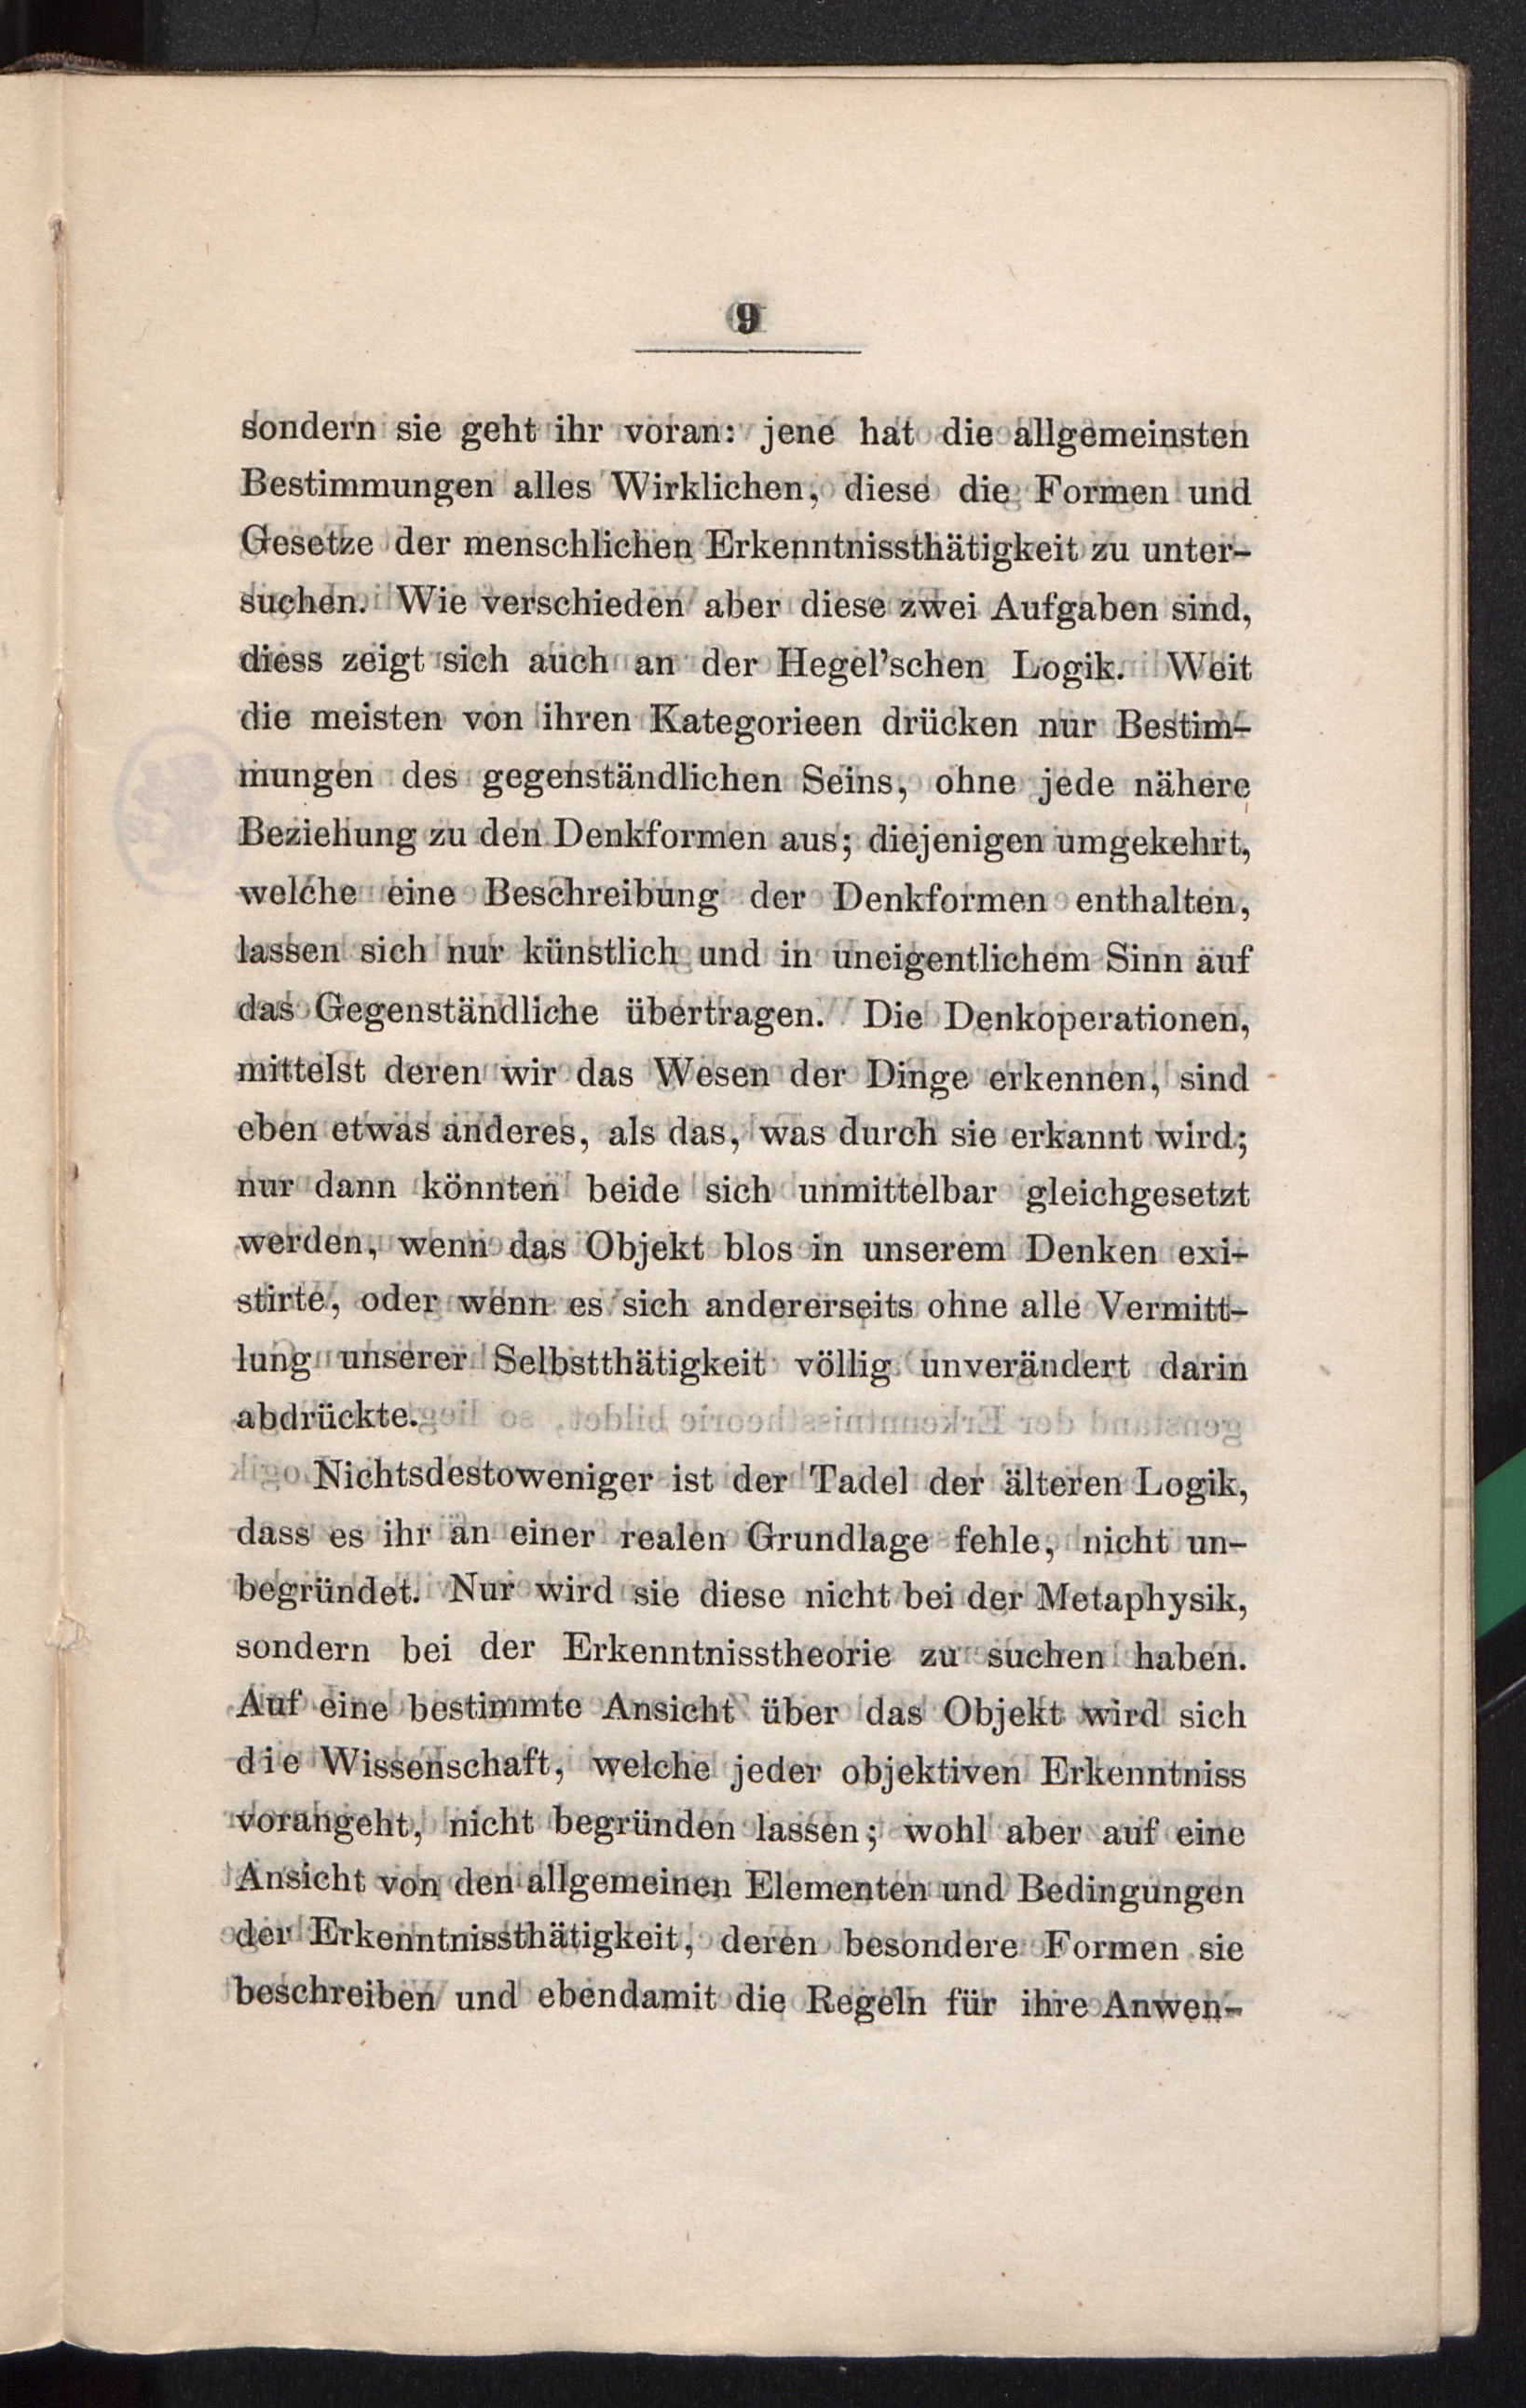 9
sondern sie geht ihr voran: jene hat die allgemeinsten
Bestimmungen alles Wirklichen, diese die Formen und
Gesetze der menschlichen Erkenntnissthätigkeit zu unter-
suchen. Wie verschieden aber diese zwei Aufgaben sind,
diess zeigt sich auch an der Hegel'schen Logik. Weit
die meisten von ihren Kategorieen drücken nur Bestim-
mungen des gegenständlichen Seins, ohne jede nähere
Beziehung zu den Denkformen aus; diejenigen umgekehrt,
welche eine Beschreibung der Denkformen enthalten,
lassen sich nur künstlich und in uneigentlichem Sinn auf
das Gegenständliche übertragen. Die Denkoperationen,
mittelst deren wir das Wesen der Dinge erkennen, sind
eben etwas anderes, als das, was durch sie erkannt wird;
nur dann könnten beide sich unmittelbar gleichgesetzt
werden, wenn das Objekt blos in unserem Denken exi-
stirte, oder wenn es sich andererseits ohne alle Vermitt-
lung unserer Selbstthätigkeit völlig unverändert darin
abdrückte.
Nichtsdestoweniger ist der Tadel der älteren Logik,
dass es ihr an einer realen Grundlage fehle, nicht un-
begründet. Nur wird sie diese nicht bei der Metaphysik,
sondern bei der Erkenntnisstheorie zu suchen haben.
Auf eine bestimmte Ansicht über das Objekt wird sich
die Wissenschaft, welche jeder objektiven Erkenntniss
vorangeht, nicht begründen lassen; wohl aber auf eine
Ansicht von den allgemeinen Elementen und Bedingungen
der Erkenntnissthätigkeit, deren besondere Formen sie
beschreiben und ebendamit die Regeln für ihre Anwen-